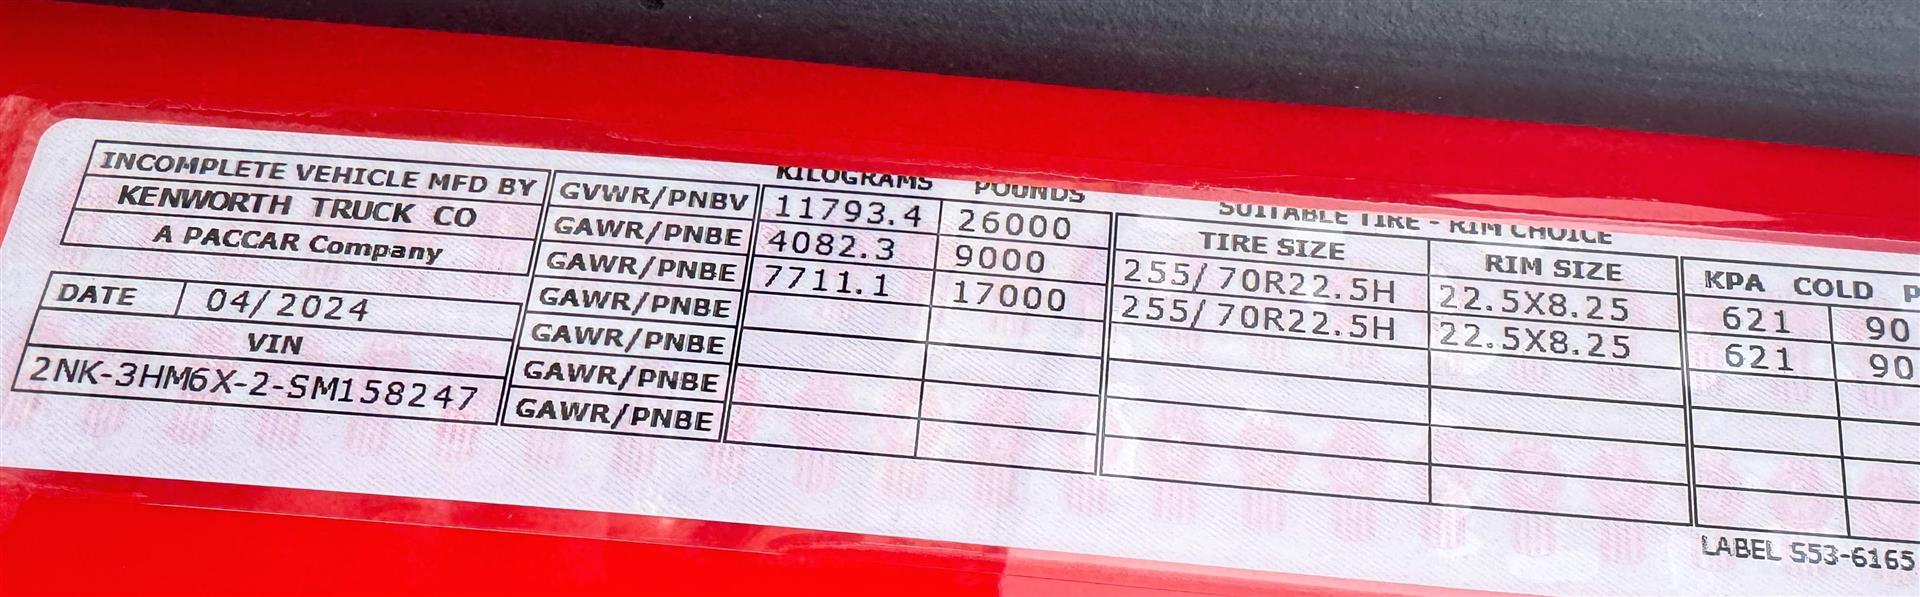 INCOMPLETE VEHICLE MFD BY
KENWORTH TRUCK CO
A PACCAR Company
DATE 04/2024
VIN
2NK-3HM6X-2-SM158247
KILOGRAMS POUNDS
GVWR/PNBV 11793.4 26000
GAWR/PNBE 4082.3 9000
GAWR/PNBE 7711.1 17000
GAWR/PNBE
GAWR/PNBE
GAWR/PNBE
GAWR/PNBE
SUITABLE TIRE - RIM CHOICE
TIRE SIZE RIM SIZE KPA COLD P
255/70R22.5H 22.5X8.25 621 90
255/70R22.5H 22.5X8.25 621 90
LABEL S53-6165